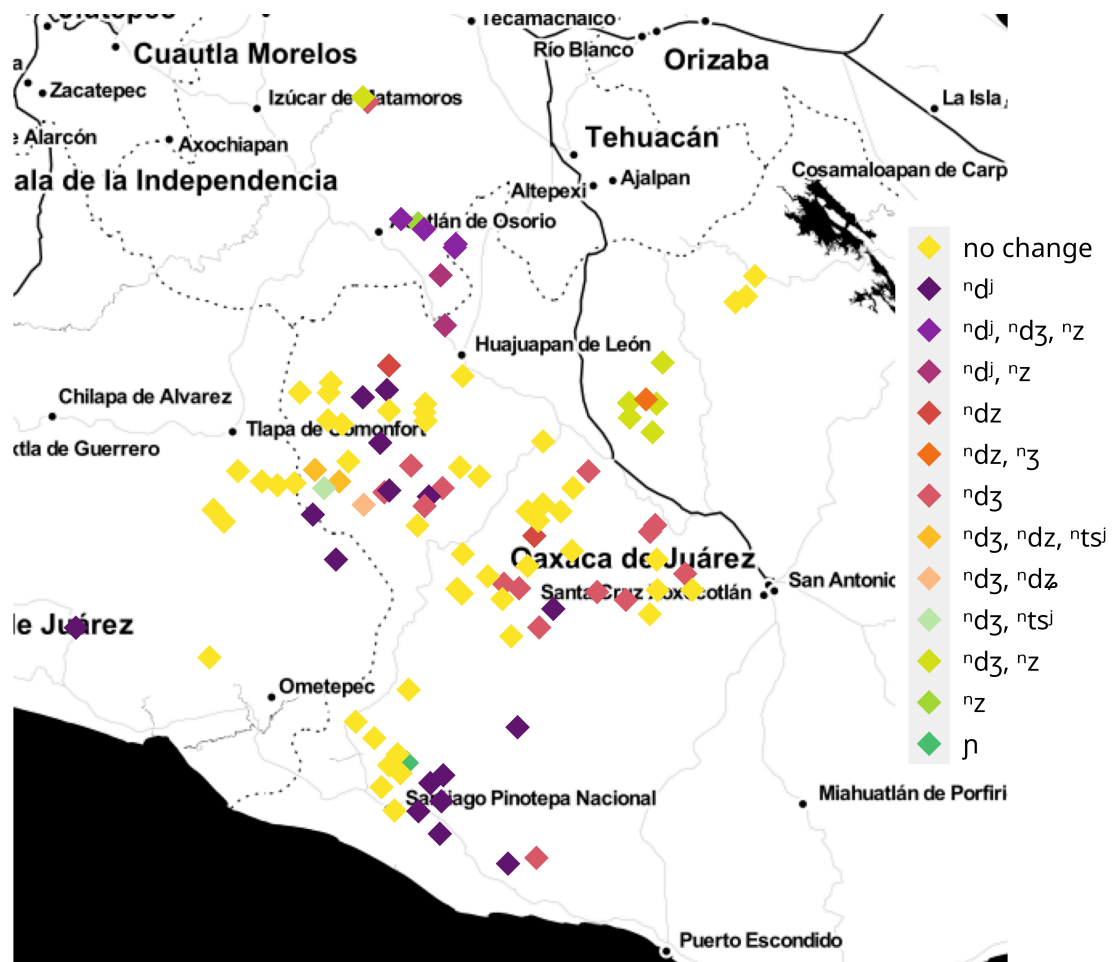 Tecamachalco
Río Blanco
Orizaba
Cuautla Morelos
Zacatepec
Izúcar de Matamoros
La Isla
e Alarcón
Axochiapan
Tehuacán
ala de la Independencia
Altepexi
Ajalpan
Cosamaloapan de Carp
Acatlán de Osorio
Huajuapan de León
Chilapa de Alvarez
Tlapa de Comonfort
xtla de Guerrero
Oaxaca de Juárez
San Antonio
Santa Cruz Xoxocotlán
le Juárez
Ometepec
Santiago Pinotepa Nacional
Miahuatlán de Porfiri
Puerto Escondido
no change
ⁿdʲ
ⁿdʲ, ⁿdʒ, ⁿz
ⁿdʲ, ⁿz
ⁿdz
ⁿdz, ⁿʒ
ⁿdʒ
ⁿdʒ, ⁿdz, ⁿtsʲ
ⁿdʒ, ⁿdʑ
ⁿdʒ, ⁿtsʲ
ⁿdʒ, ⁿz
ⁿz
ɲ